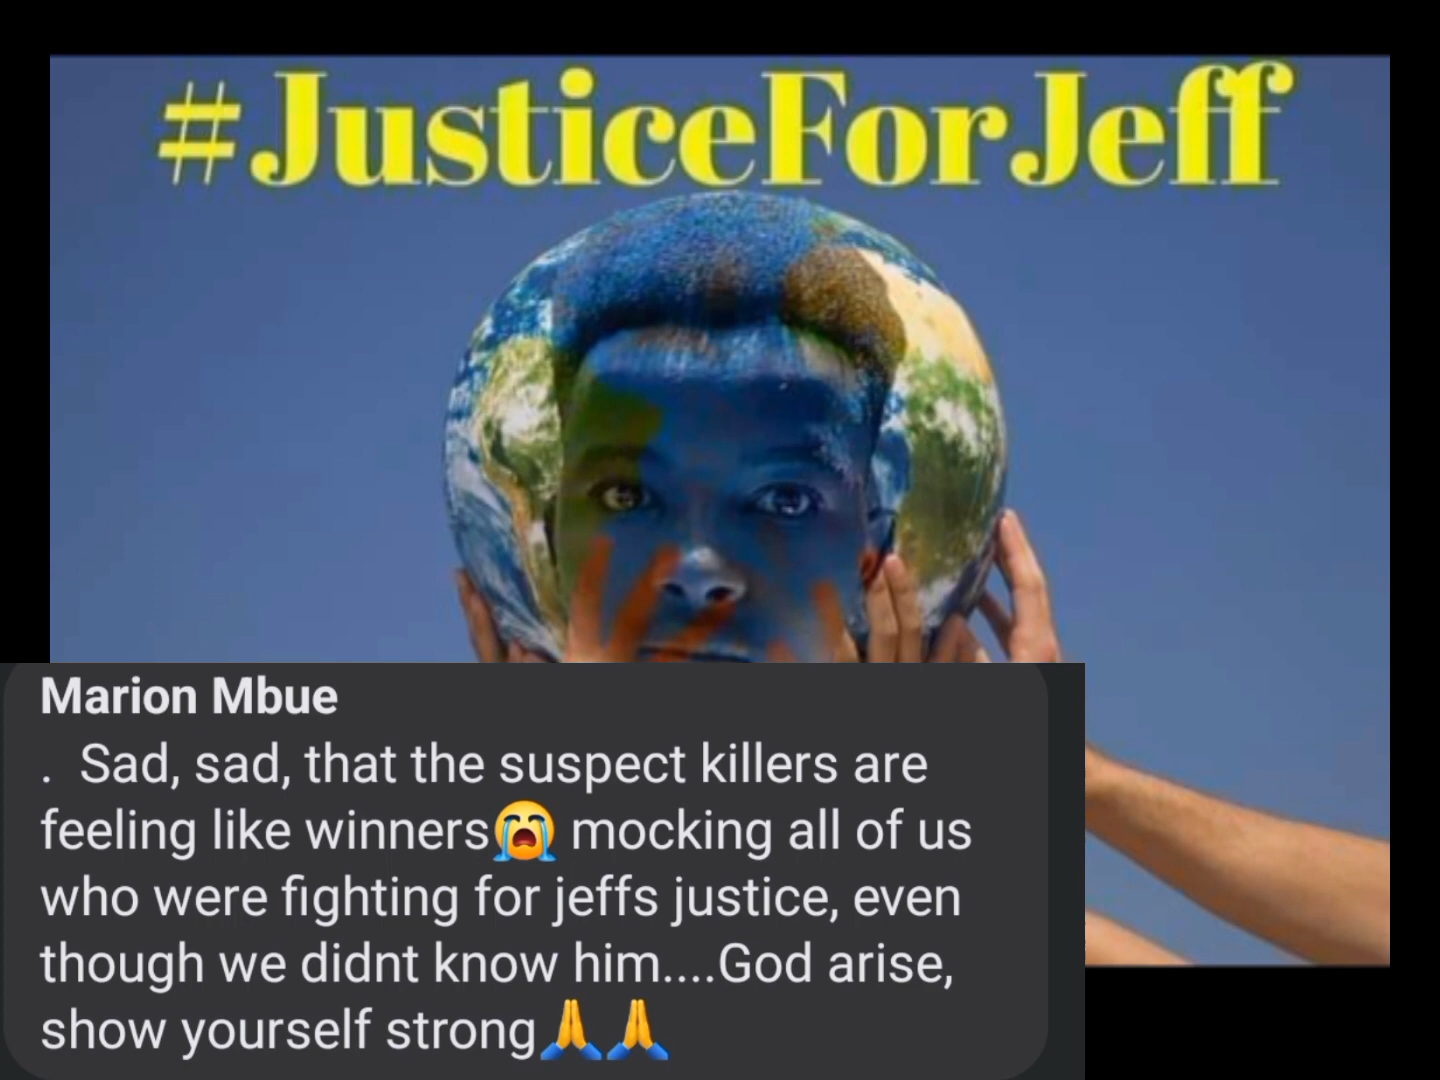 #JusticeForJeff
Marion Mbue
.  Sad, sad, that the suspect killers are
feeling like winners😭 mocking all of us
who were fighting for jeffs justice, even
though we didnt know him....God arise,
show yourself strong🙏🙏